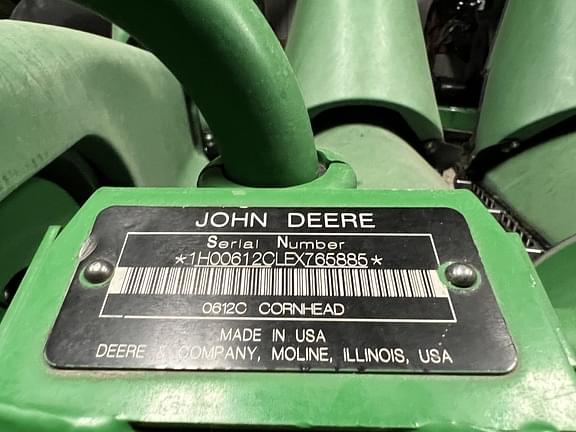 JOHN DEERE
Serial Number
*1H00612CLEX765885*
0612C CORNHEAD
MADE IN USA
DEERE & COMPANY, MOLINE, ILLINOIS, USA